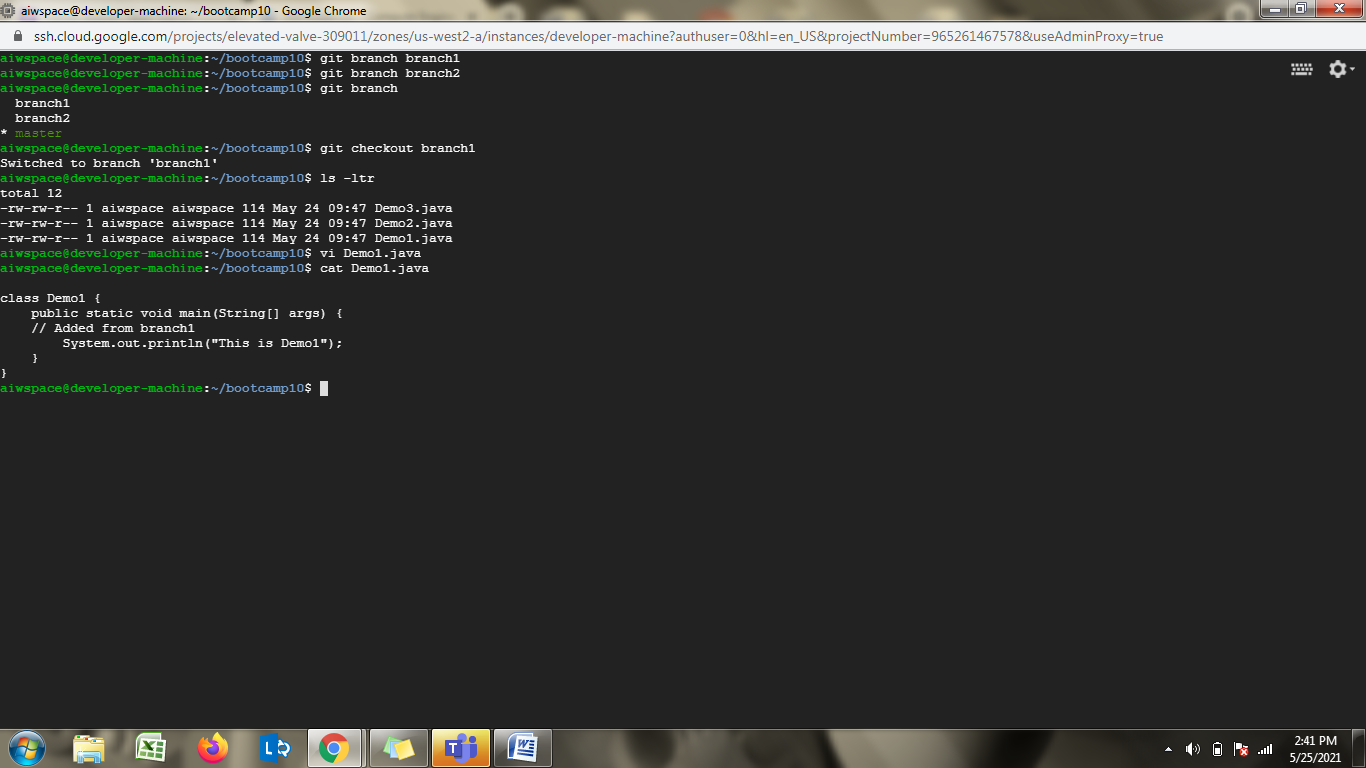 aiwspace@developer-machine: ~/bootcamp10 - Google Chrome
ssh.cloud.google.com/projects/elevated-valve-309011/zones/us-west2-a/instances/developer-machine?authuser=0&hl=en_US&projectNumber=965261467578&useAdminProxy=true
aiwspace@developer-machine:~/bootcamp10$ git branch branch1
aiwspace@developer-machine:~/bootcamp10$ git branch branch2
aiwspace@developer-machine:~/bootcamp10$ git branch
  branch1
  branch2
* master
aiwspace@developer-machine:~/bootcamp10$ git checkout branch1
Switched to branch 'branch1'
aiwspace@developer-machine:~/bootcamp10$ ls -ltr
total 12
-rw-rw-r-- 1 aiwspace aiwspace 114 May 24 09:47 Demo3.java
-rw-rw-r-- 1 aiwspace aiwspace 114 May 24 09:47 Demo2.java
-rw-rw-r-- 1 aiwspace aiwspace 114 May 24 09:47 Demo1.java
aiwspace@developer-machine:~/bootcamp10$ vi Demo1.java
aiwspace@developer-machine:~/bootcamp10$ cat Demo1.java
class Demo1 {
    public static void main(String[] args) {
    // Added from branch1
        System.out.println("This is Demo1");
    }
}
aiwspace@developer-machine:~/bootcamp10$
2:41 PM
5/25/2021